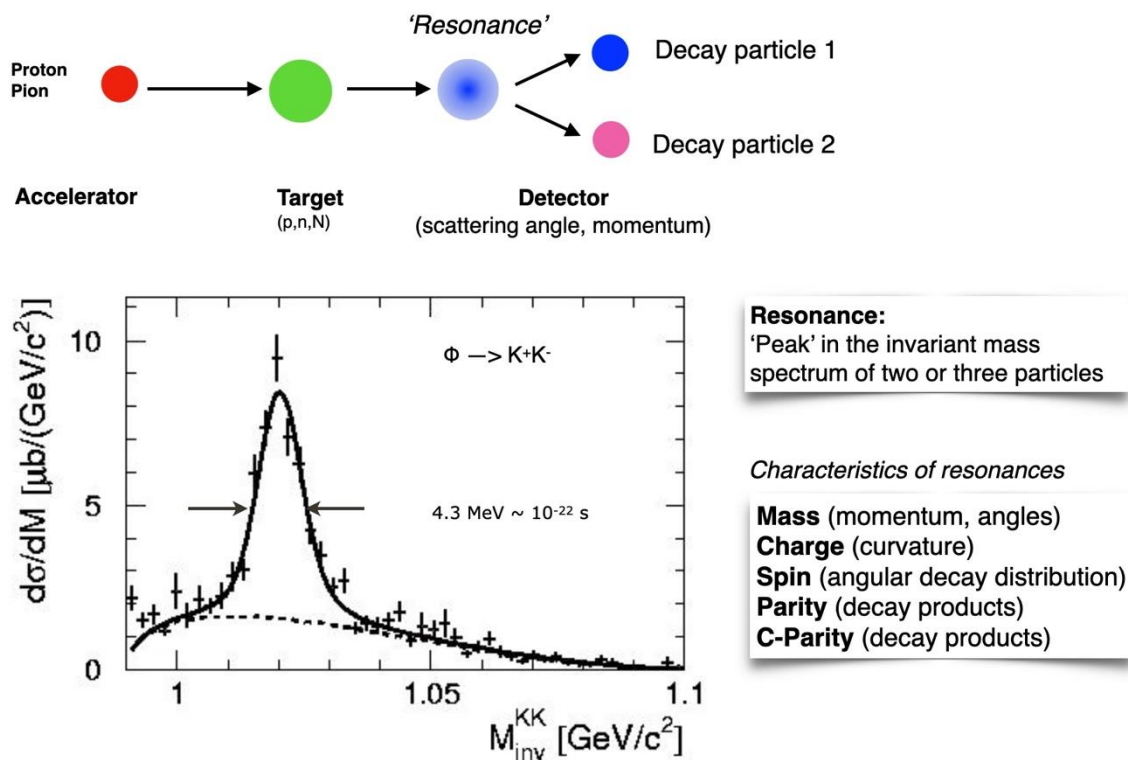 'Resonance'
Proton
Pion
Decay particle 1
Decay particle 2
Accelerator
Target
(p,n,N)
Detector
(scattering angle, momentum)
dσ/dM [μb/(GeV/c²)]
10
5
0
Φ —> K+K-
4.3 MeV ~ 10⁻²² s
1
1.05
1.1
M_inv^KK [GeV/c²]
Resonance:
'Peak' in the invariant mass
spectrum of two or three particles
Characteristics of resonances
Mass (momentum, angles)
Charge (curvature)
Spin (angular decay distribution)
Parity (decay products)
C-Parity (decay products)